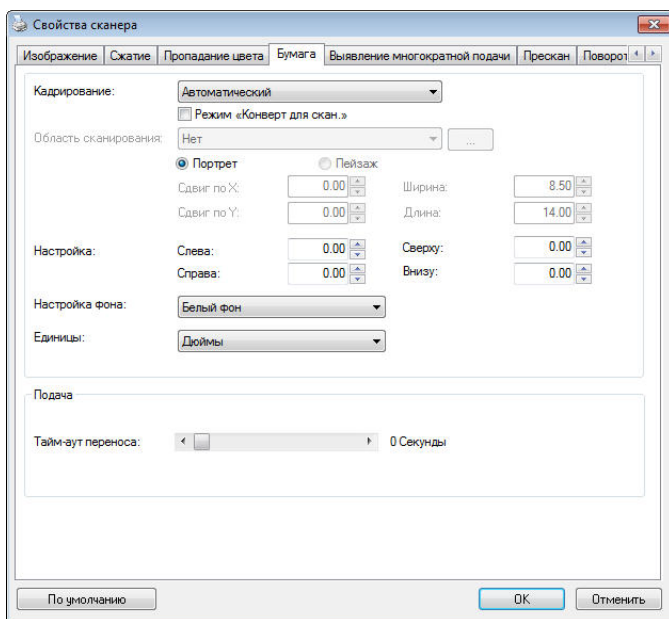 Свойства сканера
Изображение Сжатие Пропадание цвета Бумага Выявление многократной подачи Прескан Поворот
Кадрирование: Автоматический
Режим «Конверт для скан.»
Область сканирования: Нет ...
Портрет Пейзаж
Сдвиг по X: 0.00 Ширина: 8.50
Сдвиг по Y: 0.00 Длина: 14.00
Настройка: Слева: 0.00 Сверху: 0.00
Справа: 0.00 Внизу: 0.00
Настройка фона: Белый фон
Единицы: Дюймы
Подача
Тайм-аут переноса: 0 Секунды
По умолчанию OK Отменить